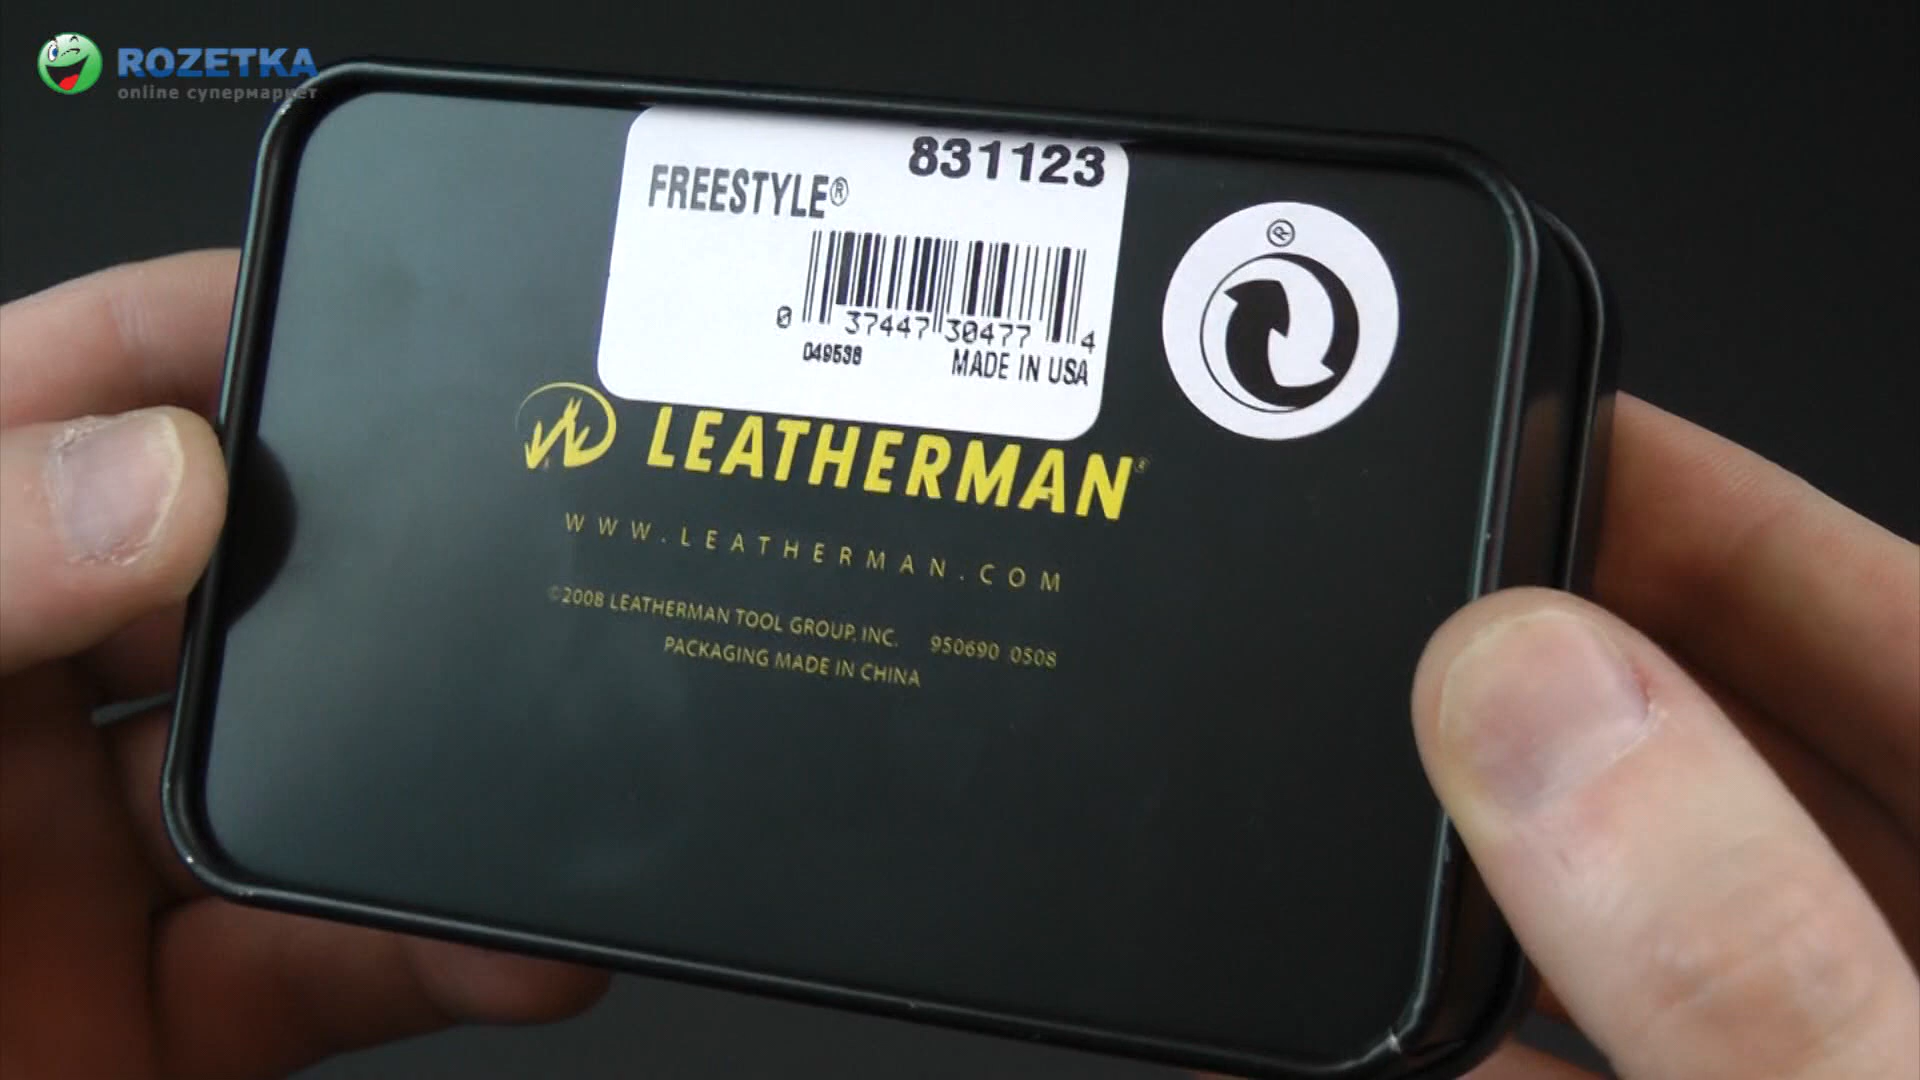 ROZETKA
online супермаркет
831123
FREESTYLE®
0 37447 30477 4
049538 MADE IN USA
LEATHERMAN®
WWW.LEATHERMAN.COM
©2008 LEATHERMAN TOOL GROUP, INC. 950690 0508
PACKAGING MADE IN CHINA
®